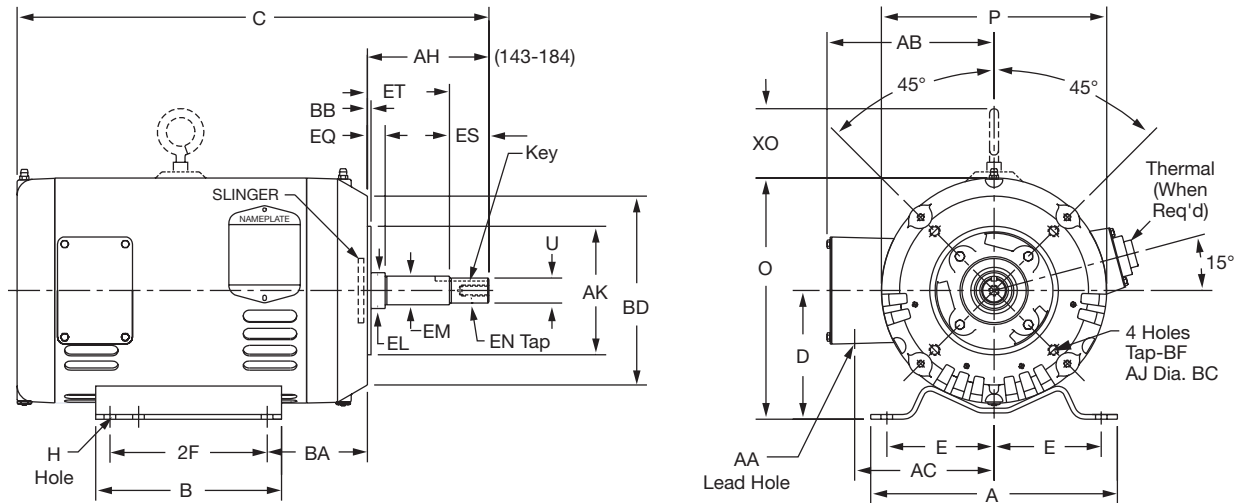 C
AH
(143-184)
ET
BB
EQ
ES
Key
SLINGER
NAMEPLATE
U
AK
BD
EL
EM
EN Tap
H
Hole
2F
BA
B
P
AB
45°
45°
XO
Thermal
(When
Req'd)
15°
O
D
4 Holes
Tap-BF
AJ Dia. BC
AA
Lead Hole
E
E
AC
A